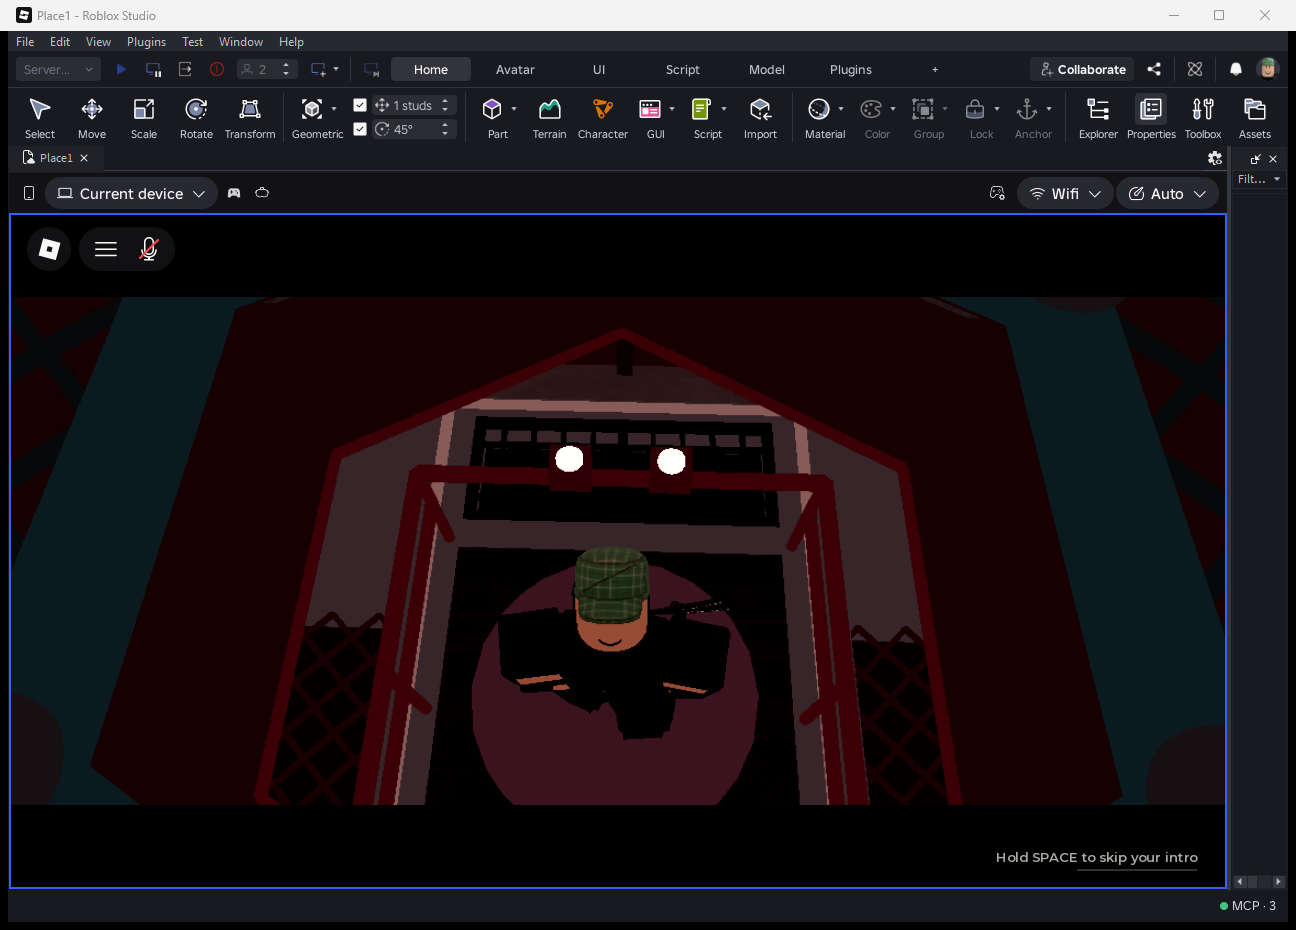 Place1 - Roblox Studio
File Edit View Plugins Test Window Help
Server... 2 Home Avatar UI Script Model Plugins + Collaborate
1 studs
45°
Select Move Scale Rotate Transform Geometric Part Terrain Character GUI Script Import Material Color Group Lock Anchor Explorer Properties Toolbox Assets
Place1
Filt...
Current device Wifi Auto
Hold SPACE to skip your intro
MCP · 3